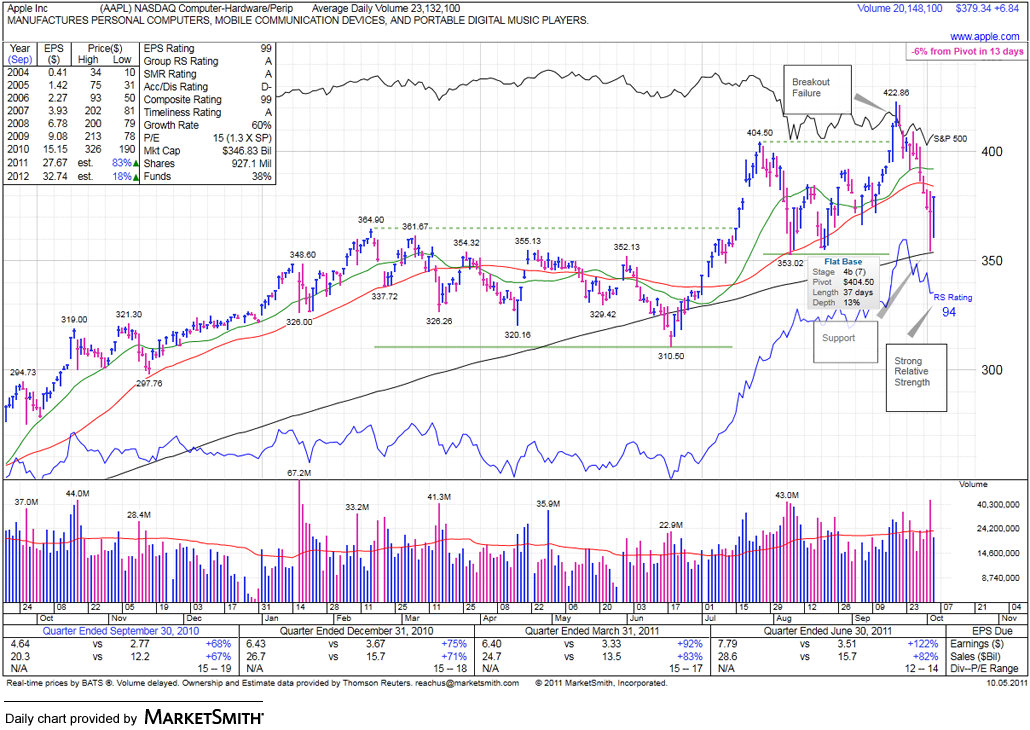 Apple Inc (AAPL) NASDAQ Computer-Hardware/Perip Average Daily Volume 23,132,100 Volume 20,148,100 $379.34 +6.84
MANUFACTURES PERSONAL COMPUTERS, MOBILE COMMUNICATION DEVICES, AND PORTABLE DIGITAL MUSIC PLAYERS.
www.apple.com
-6% from Pivot in 13 days
Year EPS Price($)
(Sep) ($) High Low
2004 0.41 34 10
2005 1.42 75 31
2006 2.27 93 50
2007 3.93 202 81
2008 6.78 200 79
2009 9.08 213 78
2010 15.15 326 190
2011 27.67 est. 83%▲
2012 32.74 est. 18%▲
EPS Rating 99
Group RS Rating A
SMR Rating A
Acc/Dis Rating D-
Composite Rating 99
Timeliness Rating A
Growth Rate 60%
P/E 15 (1.3 X SP)
Mkt Cap $346.83 Bil
Shares 927.1 Mil
Funds 38%
Breakout
Failure
422.86
404.50
S&P 500
400
364.90
361.67
348.60
354.32
355.13
352.13
353.02
350
Flat Base
Stage 4b (7)
Pivot $404.50
Length 37 days
Depth 13%
337.72
326.00
326.26
320.16
329.42
310.50
319.00
321.30
294.73
297.76
RS Rating
94
Support
Strong
Relative
Strength
300
67.2M
Volume
37.0M
44.0M
28.4M
33.2M
41.3M
35.9M
22.9M
43.0M
40,300,000
24,200,000
14,600,000
8,740,000
24 08 22 05 19 03 17 31 14 28 11 25 11 25 08 22 06 20 03 17 01 15 29 12 26 09 23 07 21 04
Oct Nov Dec Jan Feb Mar Apr May Jun Jul Aug Sep Oct Nov
Quarter Ended September 30, 2010 Quarter Ended December 31, 2010 Quarter Ended March 31, 2011 Quarter Ended June 30, 2011 EPS Due
4.64 vs 2.77 +68% 6.43 vs 3.67 +75% 6.40 vs 3.33 +92% 7.79 vs 3.51 +122% Earnings ($)
20.3 vs 12.2 +67% 26.7 vs 15.7 +71% 24.7 vs 13.5 +83% 28.6 vs 15.7 +82% Sales ($Bil)
N/A 15 -- 19 N/A 15 -- 18 N/A 15 -- 17 N/A 12 -- 14 Div--P/E Range
Real-time prices by BATS ®. Volume delayed. Ownership and Estimate data provided by Thomson Reuters. reachus@marketsmith.com © 2011 MarketSmith, Incorporated. 10.05.2011
Daily chart provided by MARKETSMITH